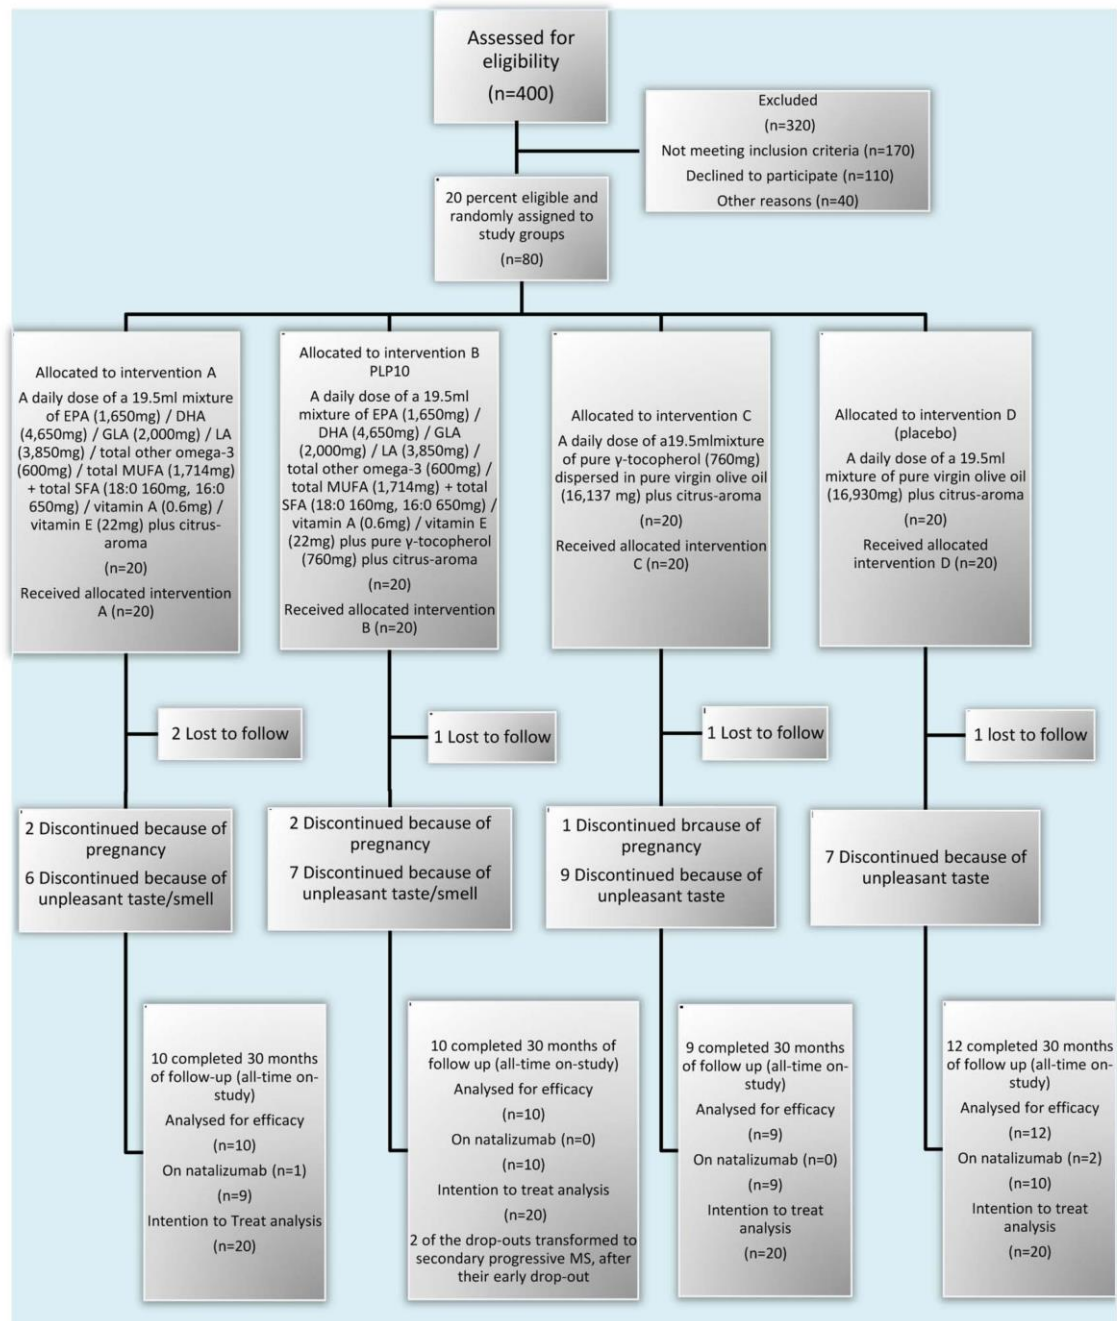 Assessed for
eligibility
(n=400)
Excluded
(n=320)
Not meeting inclusion criteria (n=170)
Declined to participate (n=110)
Other reasons (n=40)
20 percent eligible and
randomly assigned to
study groups
(n=80)
Allocated to intervention A
A daily dose of a 19.5ml mixture
of EPA (1,650mg) / DHA
(4,650mg) / GLA (2,000mg) / LA
(3,850mg) / total other omega-3
(600mg) / total MUFA (1,714mg)
+ total SFA (18:0 160mg, 16:0
650mg) / vitamin A (0.6mg) /
vitamin E (22mg) plus citrus-
aroma
(n=20)
Received allocated intervention
A (n=20)
Allocated to intervention B
PLP10
A daily dose of a 19.5ml
mixture of EPA (1,650mg) /
DHA (4,650mg) / GLA
(2,000mg) / LA (3,850mg) /
total other omega-3 (600mg) /
total MUFA (1,714mg) + total
SFA (18:0 160mg, 16:0 650mg) /
vitamin A (0.6mg) / vitamin E
(22mg) plus pure γ-tocopherol
(760mg) plus citrus-aroma
(n=20)
Received allocated intervention
B (n=20)
Allocated to intervention C
A daily dose of a19.5mlmixture
of pure γ-tocopherol (760mg)
dispersed in pure virgin olive oil
(16,137 mg) plus citrus-aroma
(n=20)
Received allocated intervention
C (n=20)
Allocated to intervention D
(placebo)
A daily dose of a 19.5ml
mixture of pure virgin olive oil
(16,930mg) plus citrus-aroma
(n=20)
Received allocated
intervention D (n=20)
2 Lost to follow
1 Lost to follow
1 Lost to follow
1 lost to follow
2 Discontinued because of
pregnancy
6 Discontinued because of
unpleasant taste/smell
2 Discontinued because of
pregnancy
7 Discontinued because of
unpleasant taste/smell
1 Discontinued brcause of
pregnancy
9 Discontinued because of
unpleasant taste
7 Discontinued because of
unpleasant taste
10 completed 30 months
of follow-up (all-time on-
study)
Analysed for efficacy
(n=10)
On natalizumab (n=1)
(n=9)
Intention to Treat analysis
(n=20)
10 completed 30 months of
follow up (all-time on-study)
Analysed for efficacy
(n=10)
On natalizumab (n=0)
(n=10)
Intention to treat analysis
(n=20)
2 of the drop-outs transformed to
secondary progressive MS, after
their early drop-out
9 completed 30 months
of follow up (all-time on-
study)
Analysed for efficacy
(n=9)
On natalizumab (n=0)
(n=9)
Intention to treat
analysis
(n=20)
12 completed 30 months
of follow up (all-time on-
study)
Analysed for efficacy
(n=12)
On natalizumab (n=2)
(n=10)
Intention to treat
analysis
(n=20)